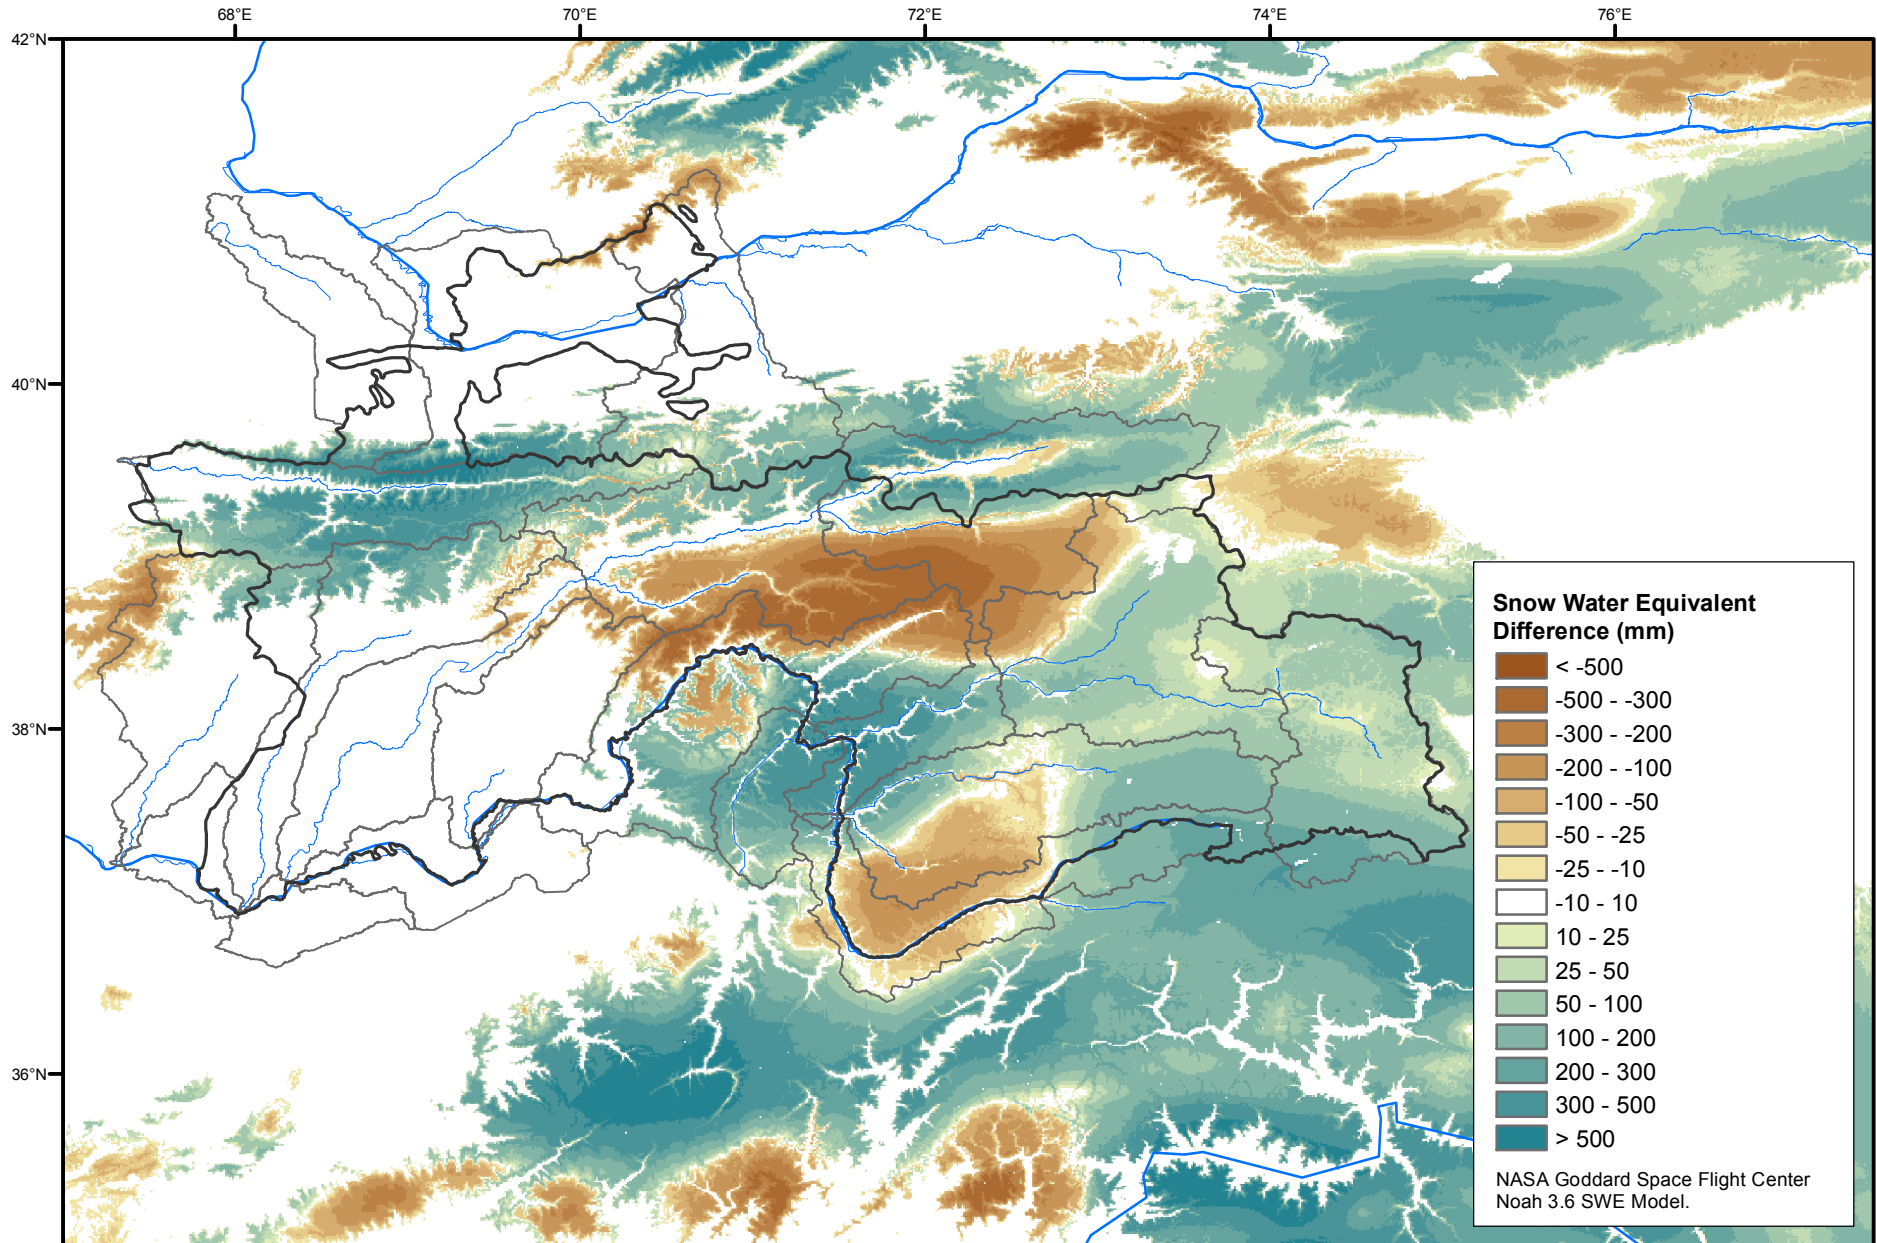 68°E 70°E 72°E 74°E 76°E
42°N
40°N
38°N
36°N
Snow Water Equivalent
Difference (mm)
< -500
-500 - -300
-300 - -200
-200 - -100
-100 - -50
-50 - -25
-25 - -10
-10 - 10
10 - 25
25 - 50
50 - 100
100 - 200
200 - 300
300 - 500
> 500
NASA Goddard Space Flight Center
Noah 3.6 SWE Model.